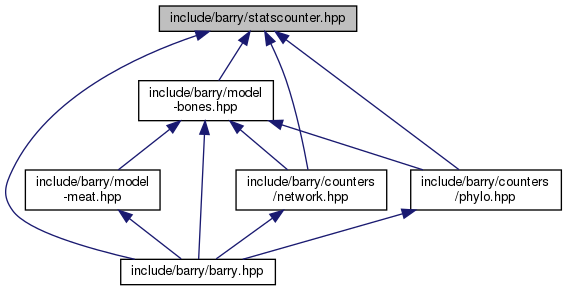 include/barry/statscounter.hpp
include/barry/model
-bones.hpp
include/barry/model
-meat.hpp
include/barry/counters
/network.hpp
include/barry/counters
/phylo.hpp
include/barry/barry.hpp